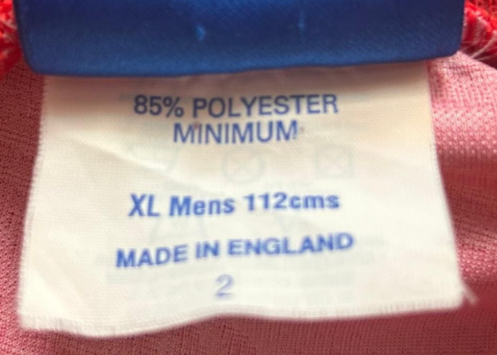 85% POLYESTER
MINIMUM
XL Mens 112cms
MADE IN ENGLAND
2